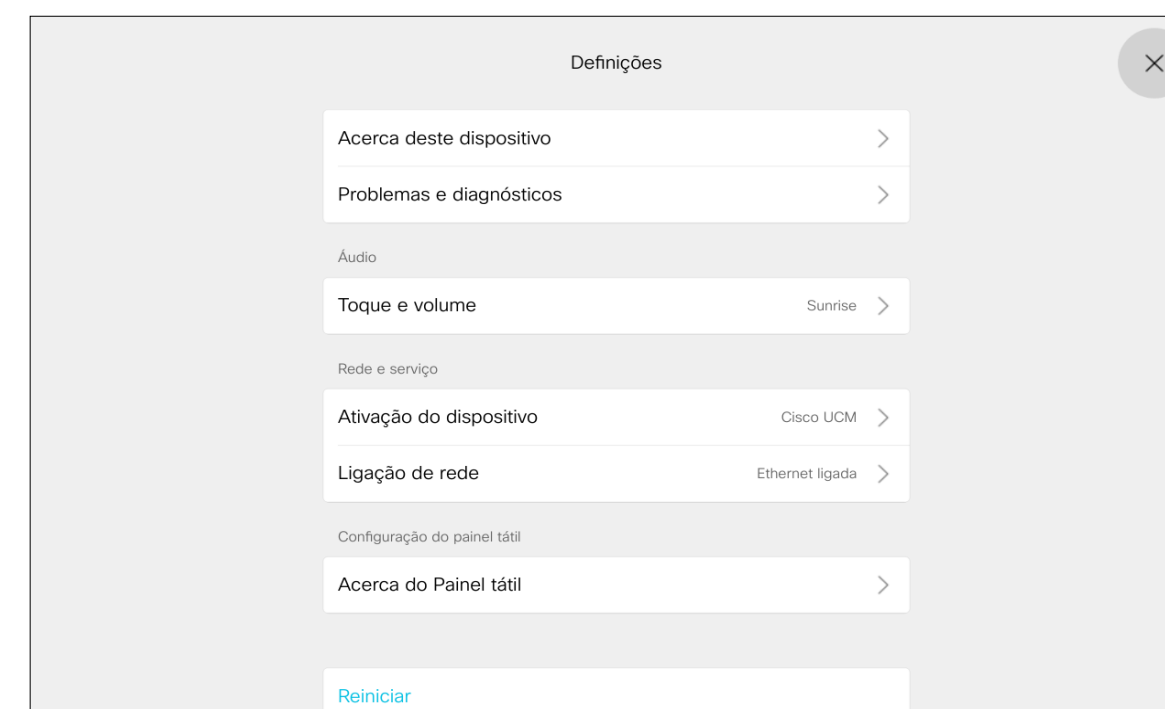 Definições
Acerca deste dispositivo
Problemas e diagnósticos
Áudio
Toque e volume Sunrise
Rede e serviço
Ativação do dispositivo Cisco UCM
Ligação de rede Ethernet ligada
Configuração do painel tátil
Acerca do Painel tátil
Reiniciar